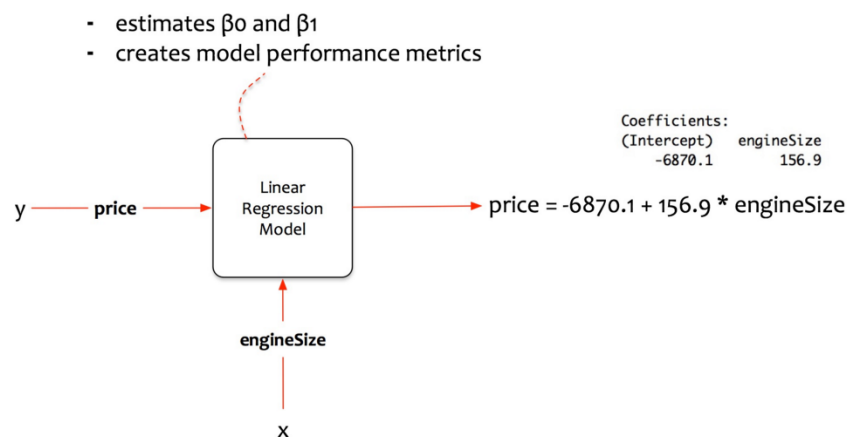 - estimates β0 and β1
- creates model performance metrics
Coefficients:
(Intercept) engineSize
-6870.1 156.9
Linear
Regression
Model
y
price
price = -6870.1 + 156.9 * engineSize
engineSize
x